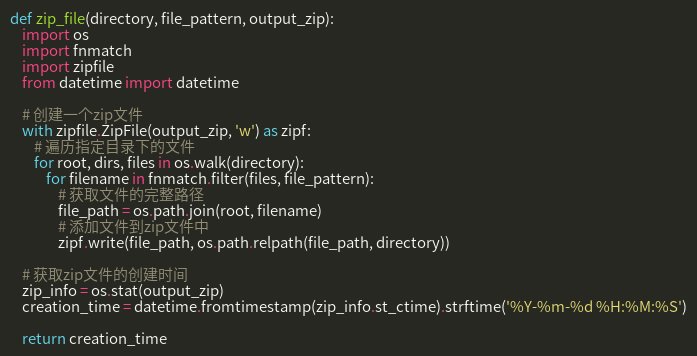 def zip_file(directory, file_pattern, output_zip):
    import os
    import fnmatch
    import zipfile
    from datetime import datetime

    # 创建一个zip文件
    with zipfile.ZipFile(output_zip, 'w') as zipf:
        # 遍历指定目录下的文件
        for root, dirs, files in os.walk(directory):
            for filename in fnmatch.filter(files, file_pattern):
                # 获取文件的完整路径
                file_path = os.path.join(root, filename)
                # 添加文件到zip文件中
                zipf.write(file_path, os.path.relpath(file_path, directory))

    # 获取zip文件的创建时间
    zip_info = os.stat(output_zip)
    creation_time = datetime.fromtimestamp(zip_info.st_ctime).strftime('%Y-%m-%d %H:%M:%S')

    return creation_time